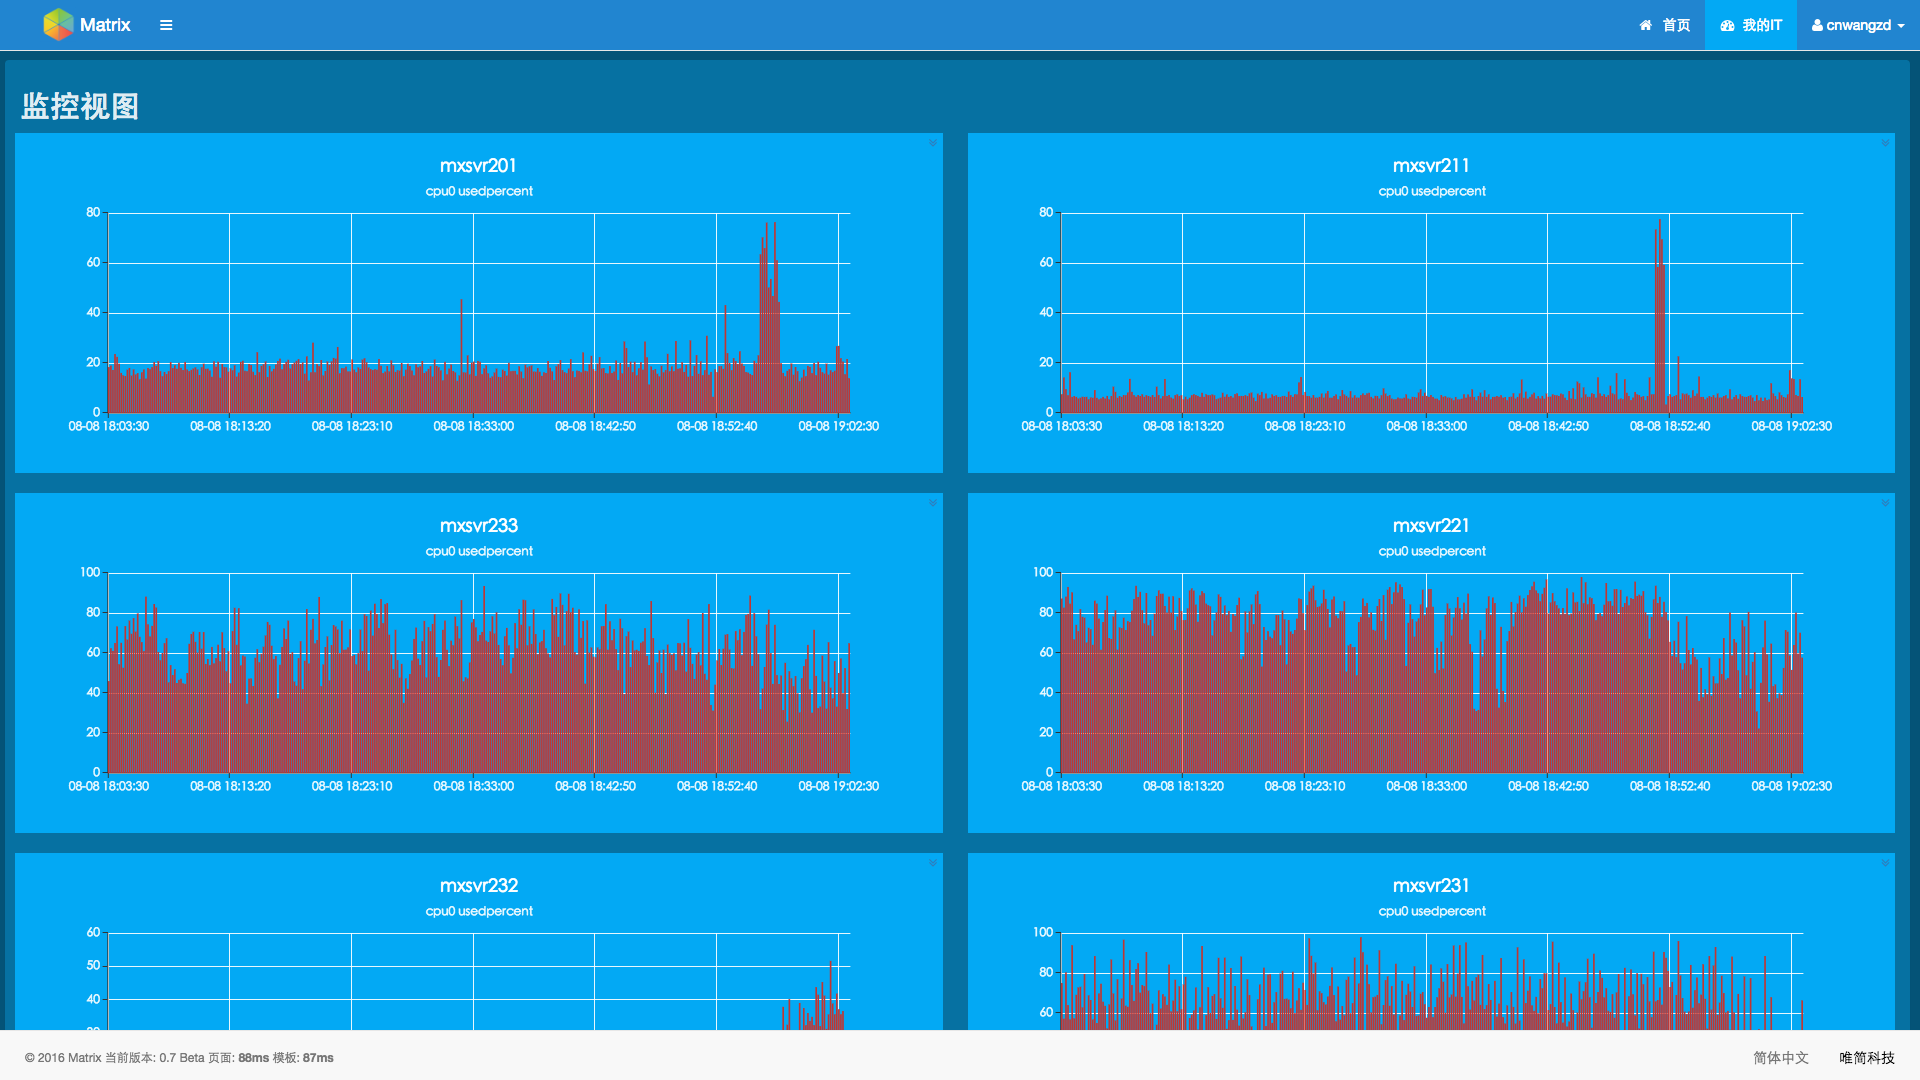 Matrix
首页
我的IT
cnwangzd
监控视图
mxsvr201
cpu0 usedpercent
80
60
40
20
0
08-08 18:03:30 08-08 18:13:20 08-08 18:23:10 08-08 18:33:00 08-08 18:42:50 08-08 18:52:40 08-08 19:02:30
mxsvr211
cpu0 usedpercent
80
60
40
20
0
08-08 18:03:30 08-08 18:13:20 08-08 18:23:10 08-08 18:33:00 08-08 18:42:50 08-08 18:52:40 08-08 19:02:30
mxsvr233
cpu0 usedpercent
100
80
60
40
20
0
08-08 18:03:30 08-08 18:13:20 08-08 18:23:10 08-08 18:33:00 08-08 18:42:50 08-08 18:52:40 08-08 19:02:30
mxsvr221
cpu0 usedpercent
100
80
60
40
20
0
08-08 18:03:30 08-08 18:13:20 08-08 18:23:10 08-08 18:33:00 08-08 18:42:50 08-08 18:52:40 08-08 19:02:30
mxsvr232
cpu0 usedpercent
60
50
40
mxsvr231
cpu0 usedpercent
100
80
60
© 2016 Matrix 当前版本: 0.7 Beta 页面: 88ms 模板: 87ms
简体中文
唯简科技